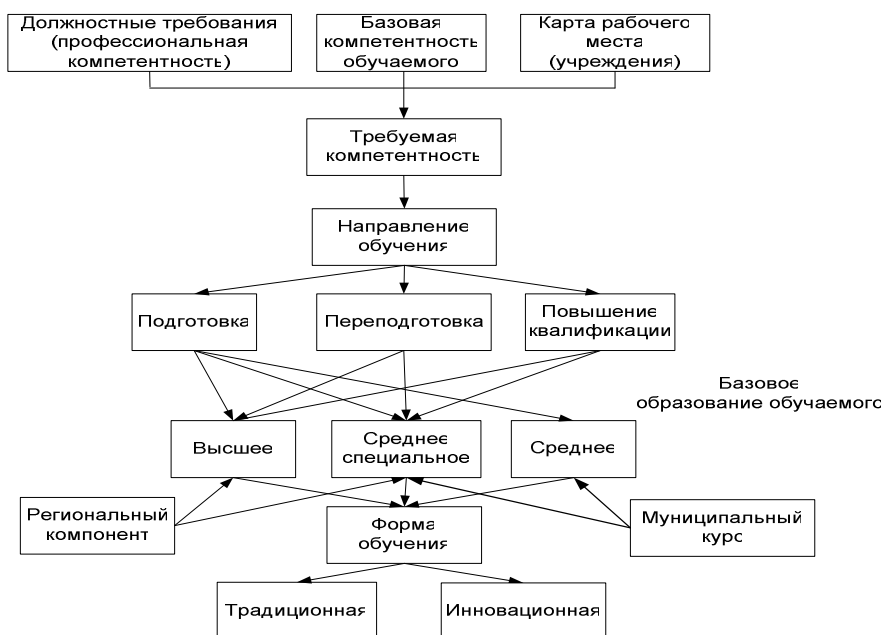 Должностные требования
(профессиональная
компетентность)
Базовая
компетентность
обучаемого
Карта рабочего
места
(учреждения)
Требуемая
компетентность
Направление
обучения
Подготовка
Переподготовка
Повышение
квалификации
Базовое
образование обучаемого
Высшее
Среднее
специальное
Среднее
Региональный
компонент
Форма
обучения
Муниципальный
курс
Традиционная
Инновационная